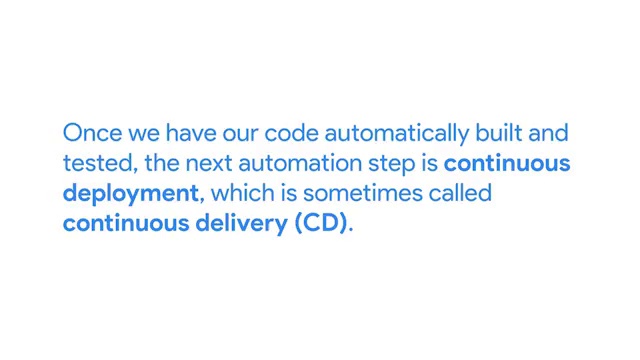 Once we have our code automatically built and
tested, the next automation step is continuous
deployment, which is sometimes called
continuous delivery (CD).